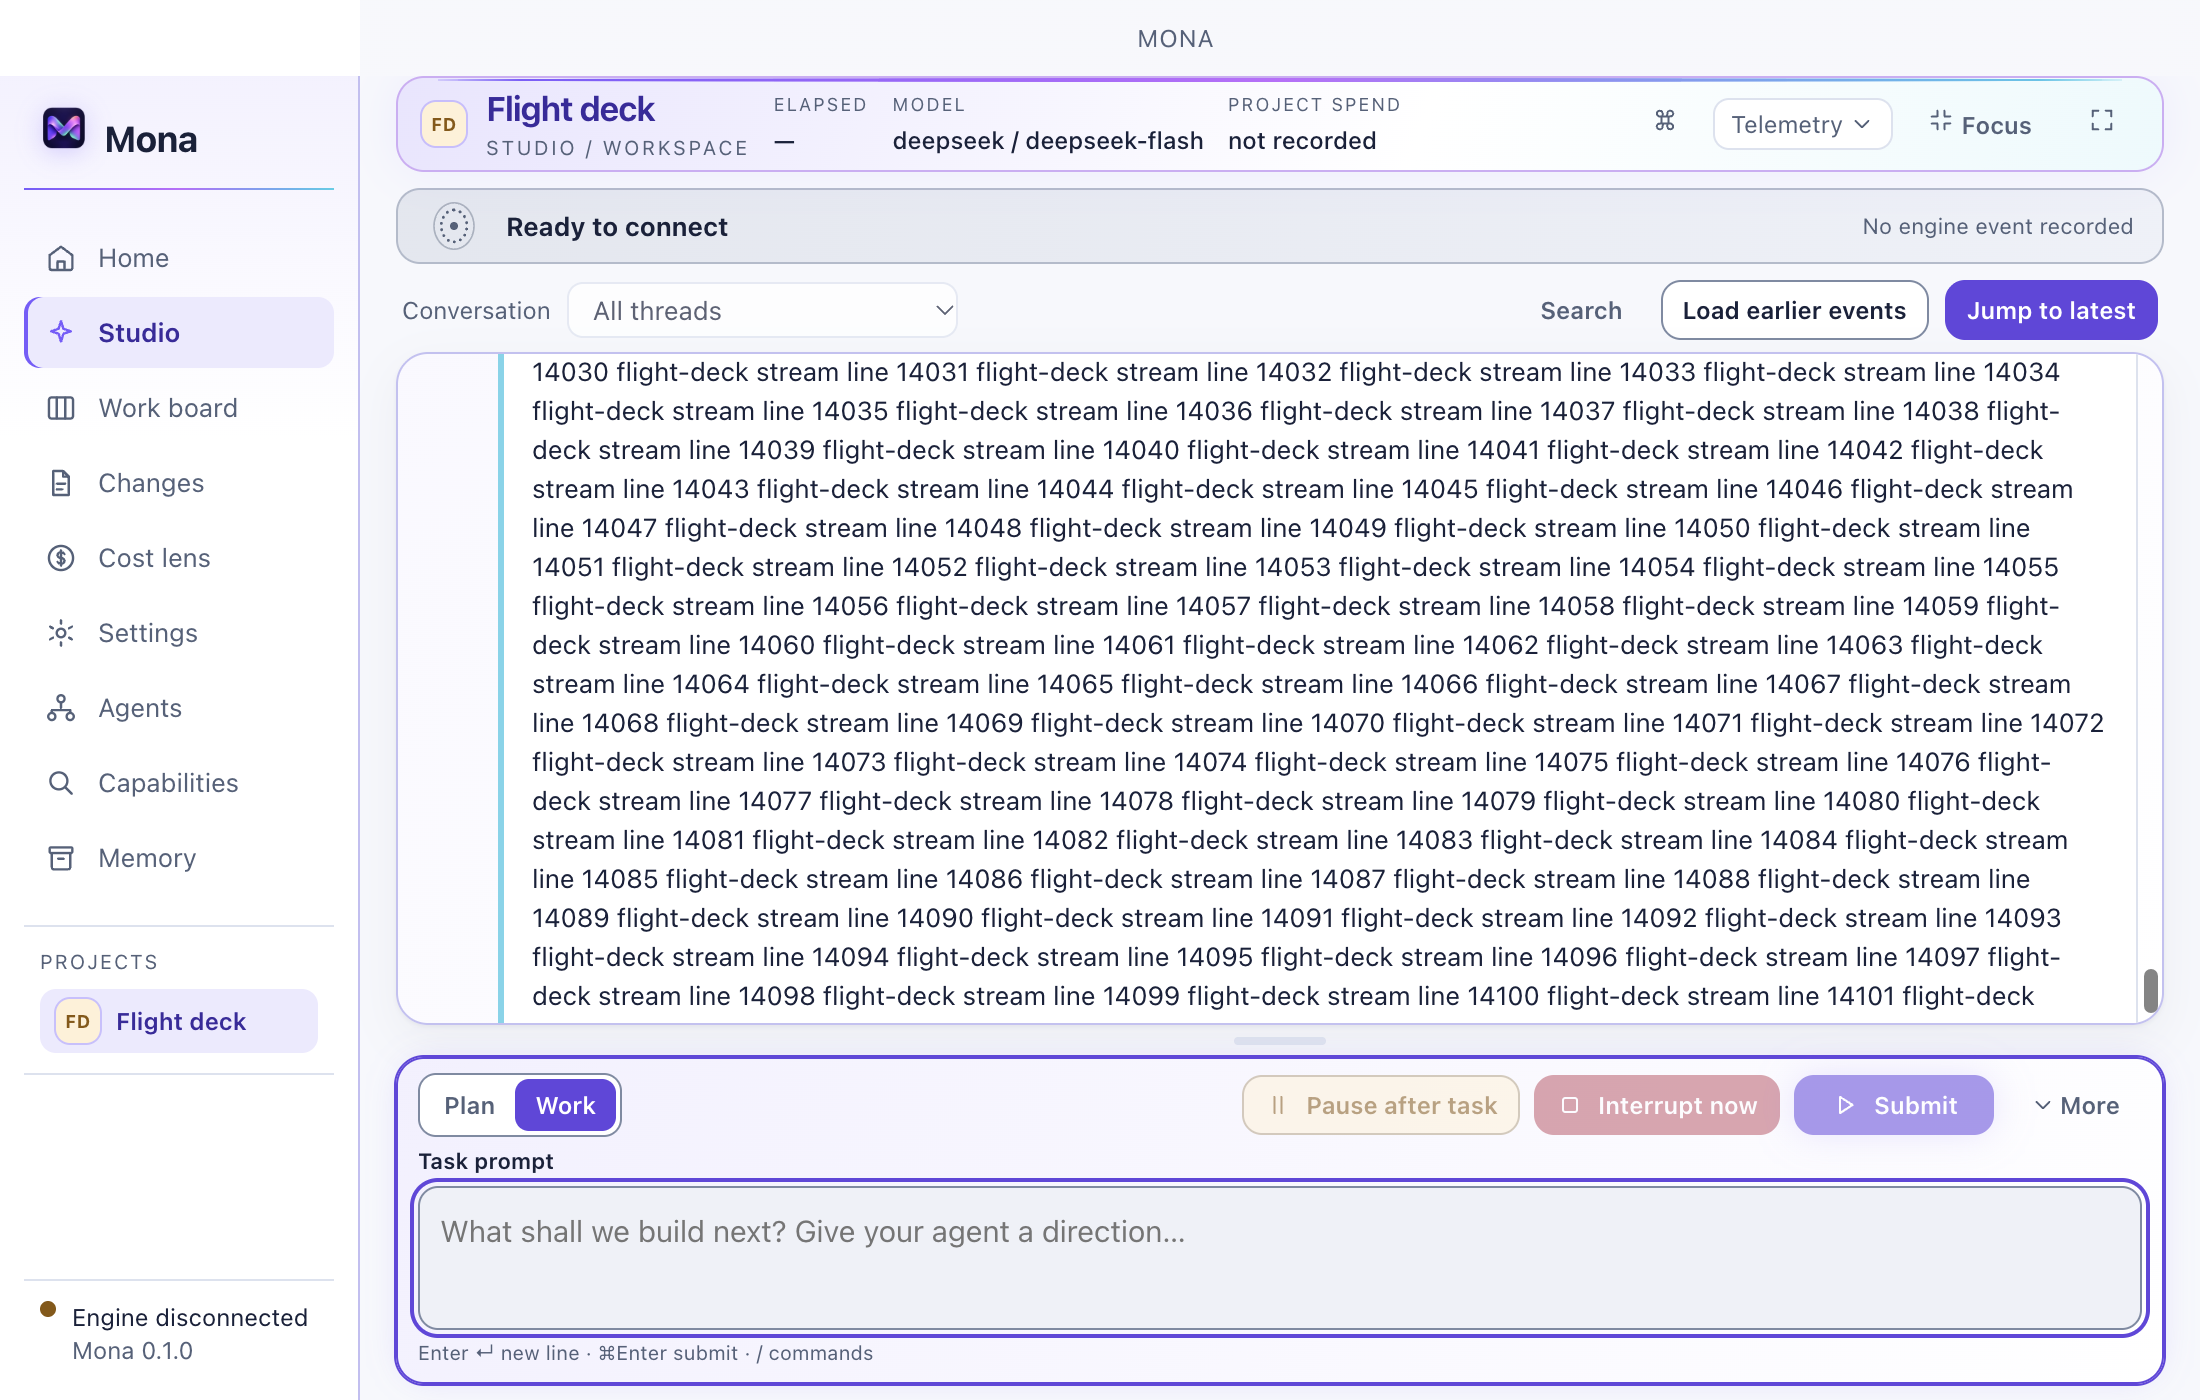 MONA
Mona
Home
Studio
Work board
Changes
Cost lens
Settings
Agents
Capabilities
Memory
PROJECTS
FD Flight deck
Engine disconnected
Mona 0.1.0
FD
Flight deck
STUDIO / WORKSPACE
ELAPSED
—
MODEL
deepseek / deepseek-flash
PROJECT SPEND
not recorded
⌘
Telemetry
Focus
Ready to connect
No engine event recorded
Conversation
All threads
Search
Load earlier events
Jump to latest
14030 flight-deck stream line 14031 flight-deck stream line 14032 flight-deck stream line 14033 flight-deck stream line 14034
flight-deck stream line 14035 flight-deck stream line 14036 flight-deck stream line 14037 flight-deck stream line 14038 flight-
deck stream line 14039 flight-deck stream line 14040 flight-deck stream line 14041 flight-deck stream line 14042 flight-deck
stream line 14043 flight-deck stream line 14044 flight-deck stream line 14045 flight-deck stream line 14046 flight-deck stream
line 14047 flight-deck stream line 14048 flight-deck stream line 14049 flight-deck stream line 14050 flight-deck stream line
14051 flight-deck stream line 14052 flight-deck stream line 14053 flight-deck stream line 14054 flight-deck stream line 14055
flight-deck stream line 14056 flight-deck stream line 14057 flight-deck stream line 14058 flight-deck stream line 14059 flight-
deck stream line 14060 flight-deck stream line 14061 flight-deck stream line 14062 flight-deck stream line 14063 flight-deck
stream line 14064 flight-deck stream line 14065 flight-deck stream line 14066 flight-deck stream line 14067 flight-deck stream
line 14068 flight-deck stream line 14069 flight-deck stream line 14070 flight-deck stream line 14071 flight-deck stream line 14072
flight-deck stream line 14073 flight-deck stream line 14074 flight-deck stream line 14075 flight-deck stream line 14076 flight-
deck stream line 14077 flight-deck stream line 14078 flight-deck stream line 14079 flight-deck stream line 14080 flight-deck
stream line 14081 flight-deck stream line 14082 flight-deck stream line 14083 flight-deck stream line 14084 flight-deck stream
line 14085 flight-deck stream line 14086 flight-deck stream line 14087 flight-deck stream line 14088 flight-deck stream line
14089 flight-deck stream line 14090 flight-deck stream line 14091 flight-deck stream line 14092 flight-deck stream line 14093
flight-deck stream line 14094 flight-deck stream line 14095 flight-deck stream line 14096 flight-deck stream line 14097 flight-
deck stream line 14098 flight-deck stream line 14099 flight-deck stream line 14100 flight-deck stream line 14101 flight-deck
Plan
Work
Pause after task
Interrupt now
Submit
More
Task prompt
What shall we build next? Give your agent a direction...
Enter ↵ new line · ⌘Enter submit · / commands